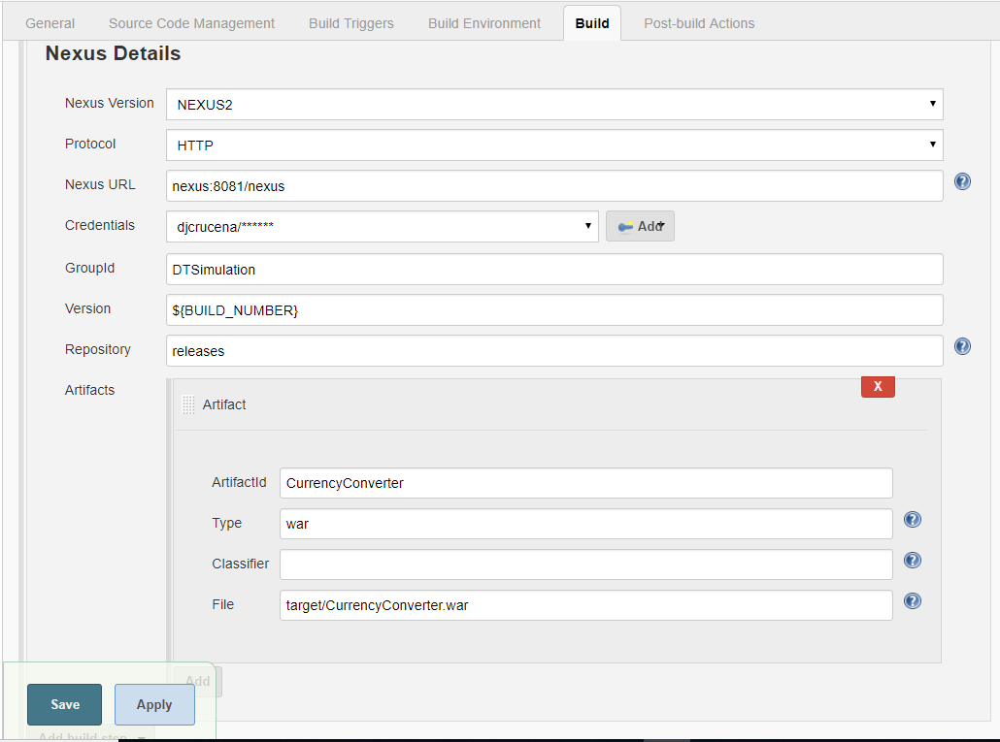 General Source Code Management Build Triggers Build Environment Build Post-build Actions
Nexus Details
Nexus Version NEXUS2
Protocol HTTP
Nexus URL nexus:8081/nexus
Credentials djcrucena/****** Add
GroupId DTSimulation
Version ${BUILD_NUMBER}
Repository releases
Artifacts
X
Artifact
ArtifactId CurrencyConverter
Type war
Classifier
File target/CurrencyConverter.war
Add
Save Apply
Add build step